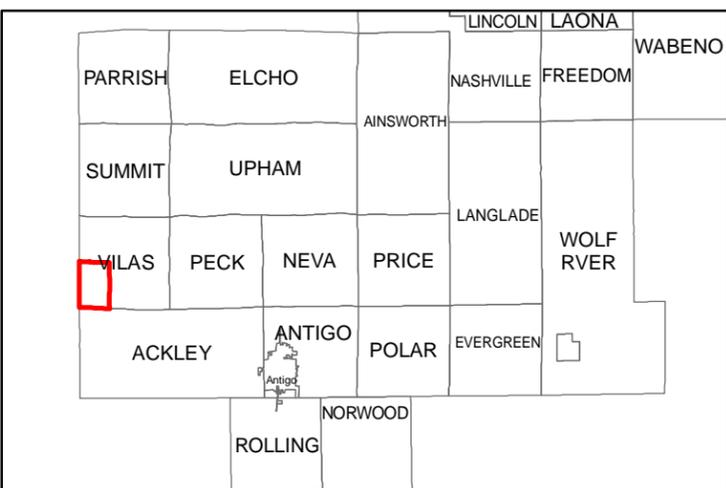 LINCOLN LAONA
WABENO
PARRISH ELCHO NASHVILLE FREEDOM
AINSWORTH
SUMMIT UPHAM
LANGLADE
VILAS PECK NEVA PRICE WOLF
RVER
ACKLEY ANTIGO POLAR EVERGREEN
Antigo
NORWOOD
ROLLING